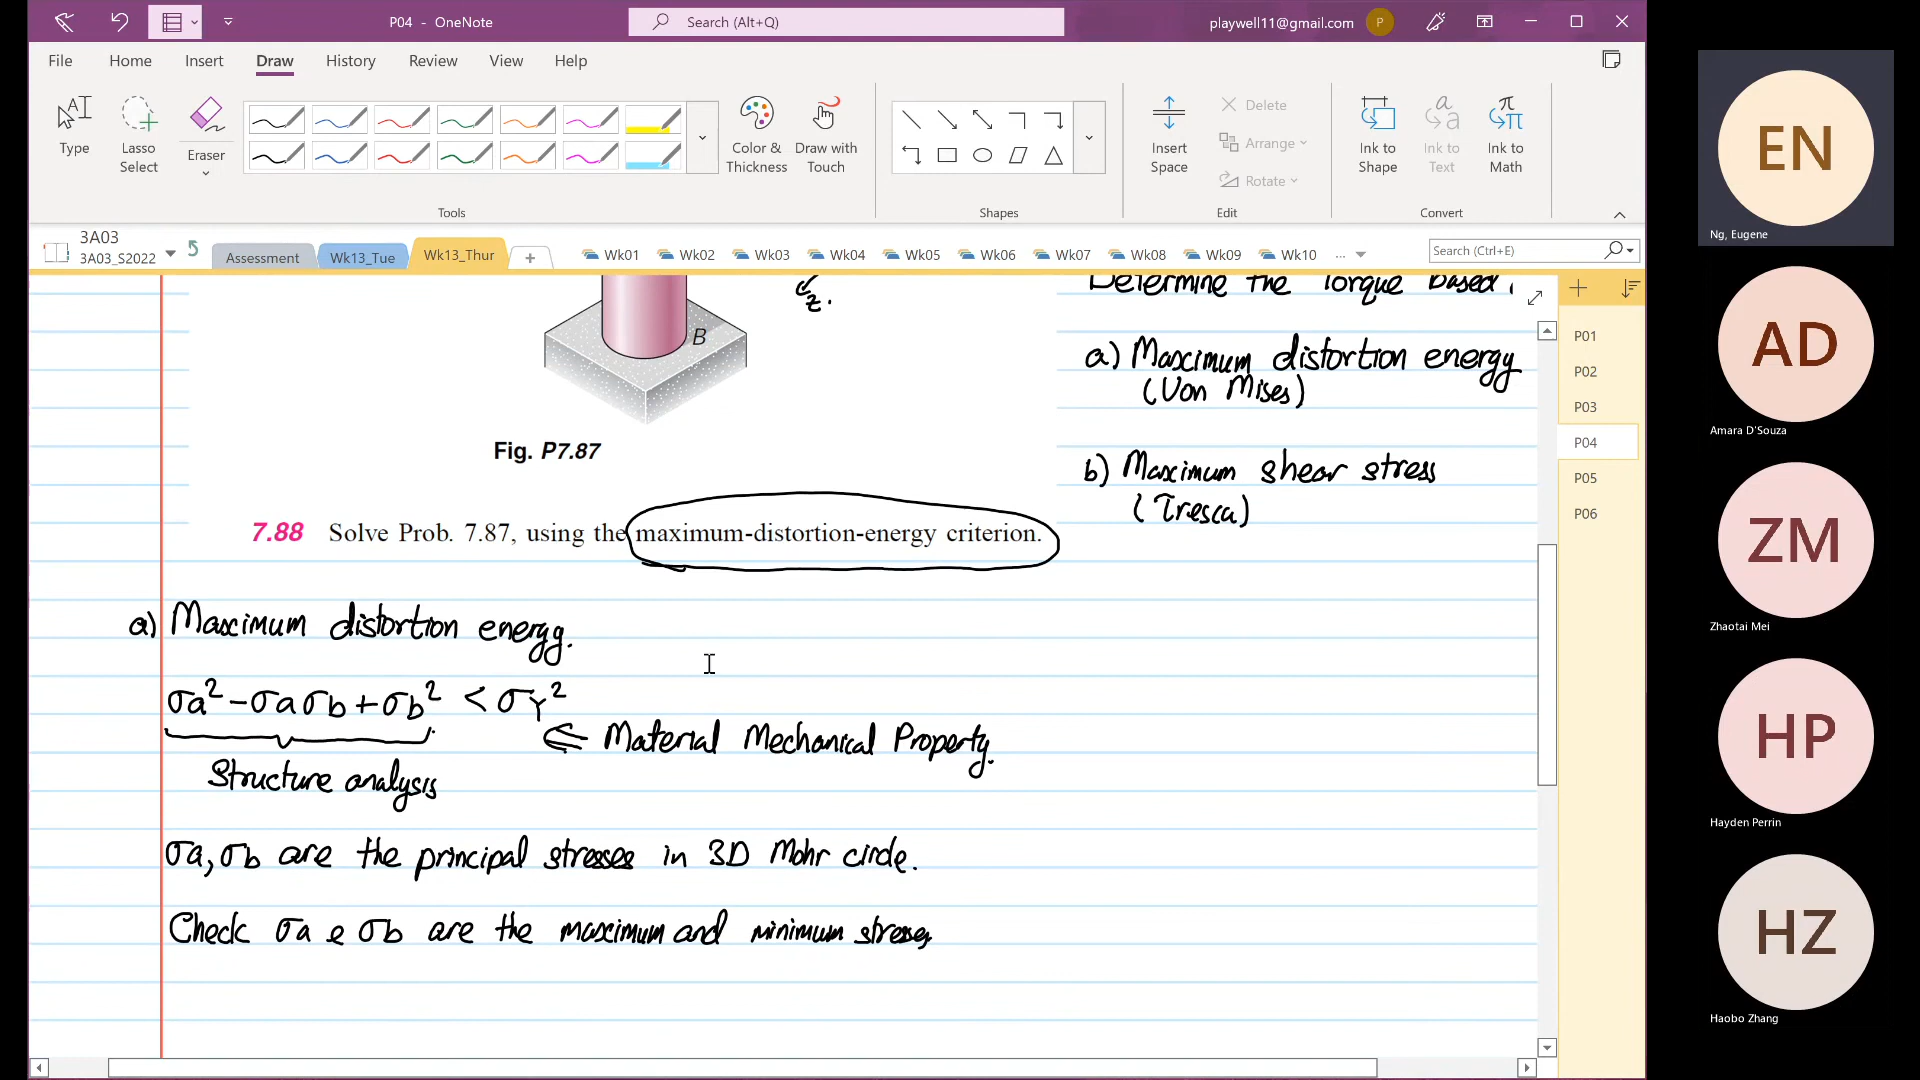 P04 - OneNote
Search (Alt+Q)
playwell11@gmail.com
P
File
Home
Insert
Draw
History
Review
View
Help
Type
Lasso
Select
Eraser
Color &
Thickness
Draw with
Touch
Insert
Space
Delete
Arrange
Rotate
Ink to
Shape
Ink to
Text
Ink to
Math
Tools
Shapes
Edit
Convert
3A03
3A03_S2022
Assessment
Wk13_Tue
Wk13_Thur
+
Wk01
Wk02
Wk03
Wk04
Wk05
Wk06
Wk07
Wk08
Wk09
Wk10
...
Search (Ctrl+E)
P01
P02
P03
P04
P05
P06
z.
B
Fig. P7.87
Determine the Torque based.
a) Maximum distortion energy
(Von Mises)
b) Maximum shear stress
(Tresca)
7.88 Solve Prob. 7.87, using the maximum-distortion-energy criterion.
a) Maximum distortion energy.
σa² - σaσb + σb² < σY²
⇐ Material Mechanical Property.
Structure analysis
σa, σb are the principal stresses in 3D Mohr circle.
Check σa e σb are the maximum and minimum stresses
EN
Ng, Eugene
AD
Amara D'Souza
ZM
Zhaotai Mei
HP
Hayden Perrin
HZ
Haobo Zhang